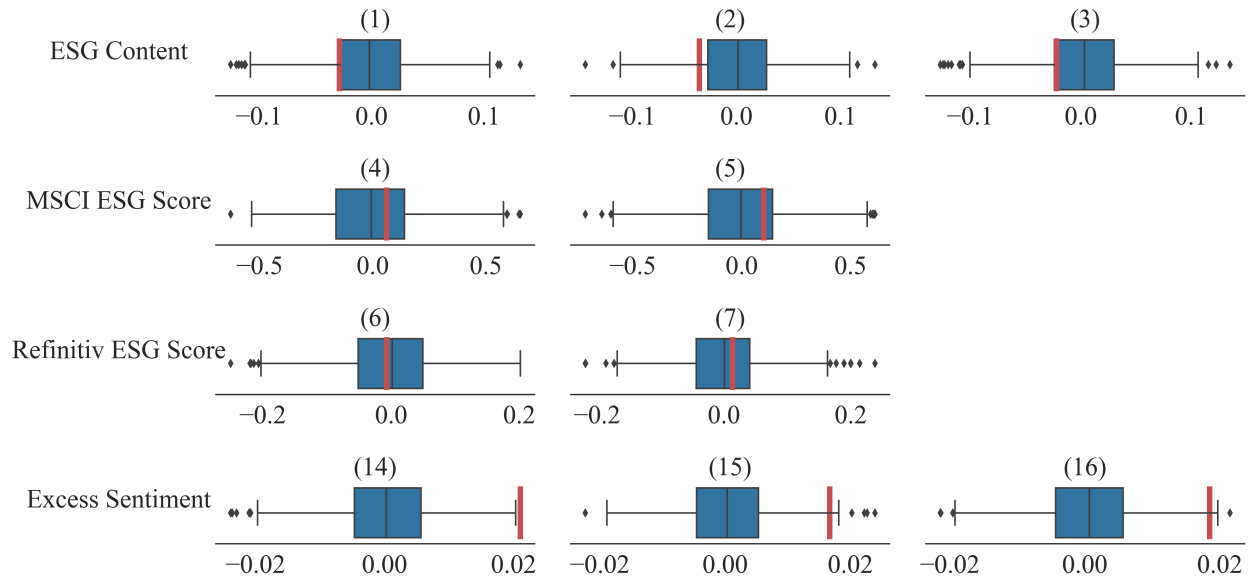 (1) (2) (3)
ESG Content
−0.1 0.0 0.1 −0.1 0.0 0.1 −0.1 0.0 0.1
(4) (5)
MSCI ESG Score
−0.5 0.0 0.5 −0.5 0.0 0.5
(6) (7)
Refinitiv ESG Score
−0.2 0.0 0.2 −0.2 0.0 0.2
(14) (15) (16)
Excess Sentiment
−0.02 0.00 0.02 −0.02 0.00 0.02 −0.02 0.00 0.02